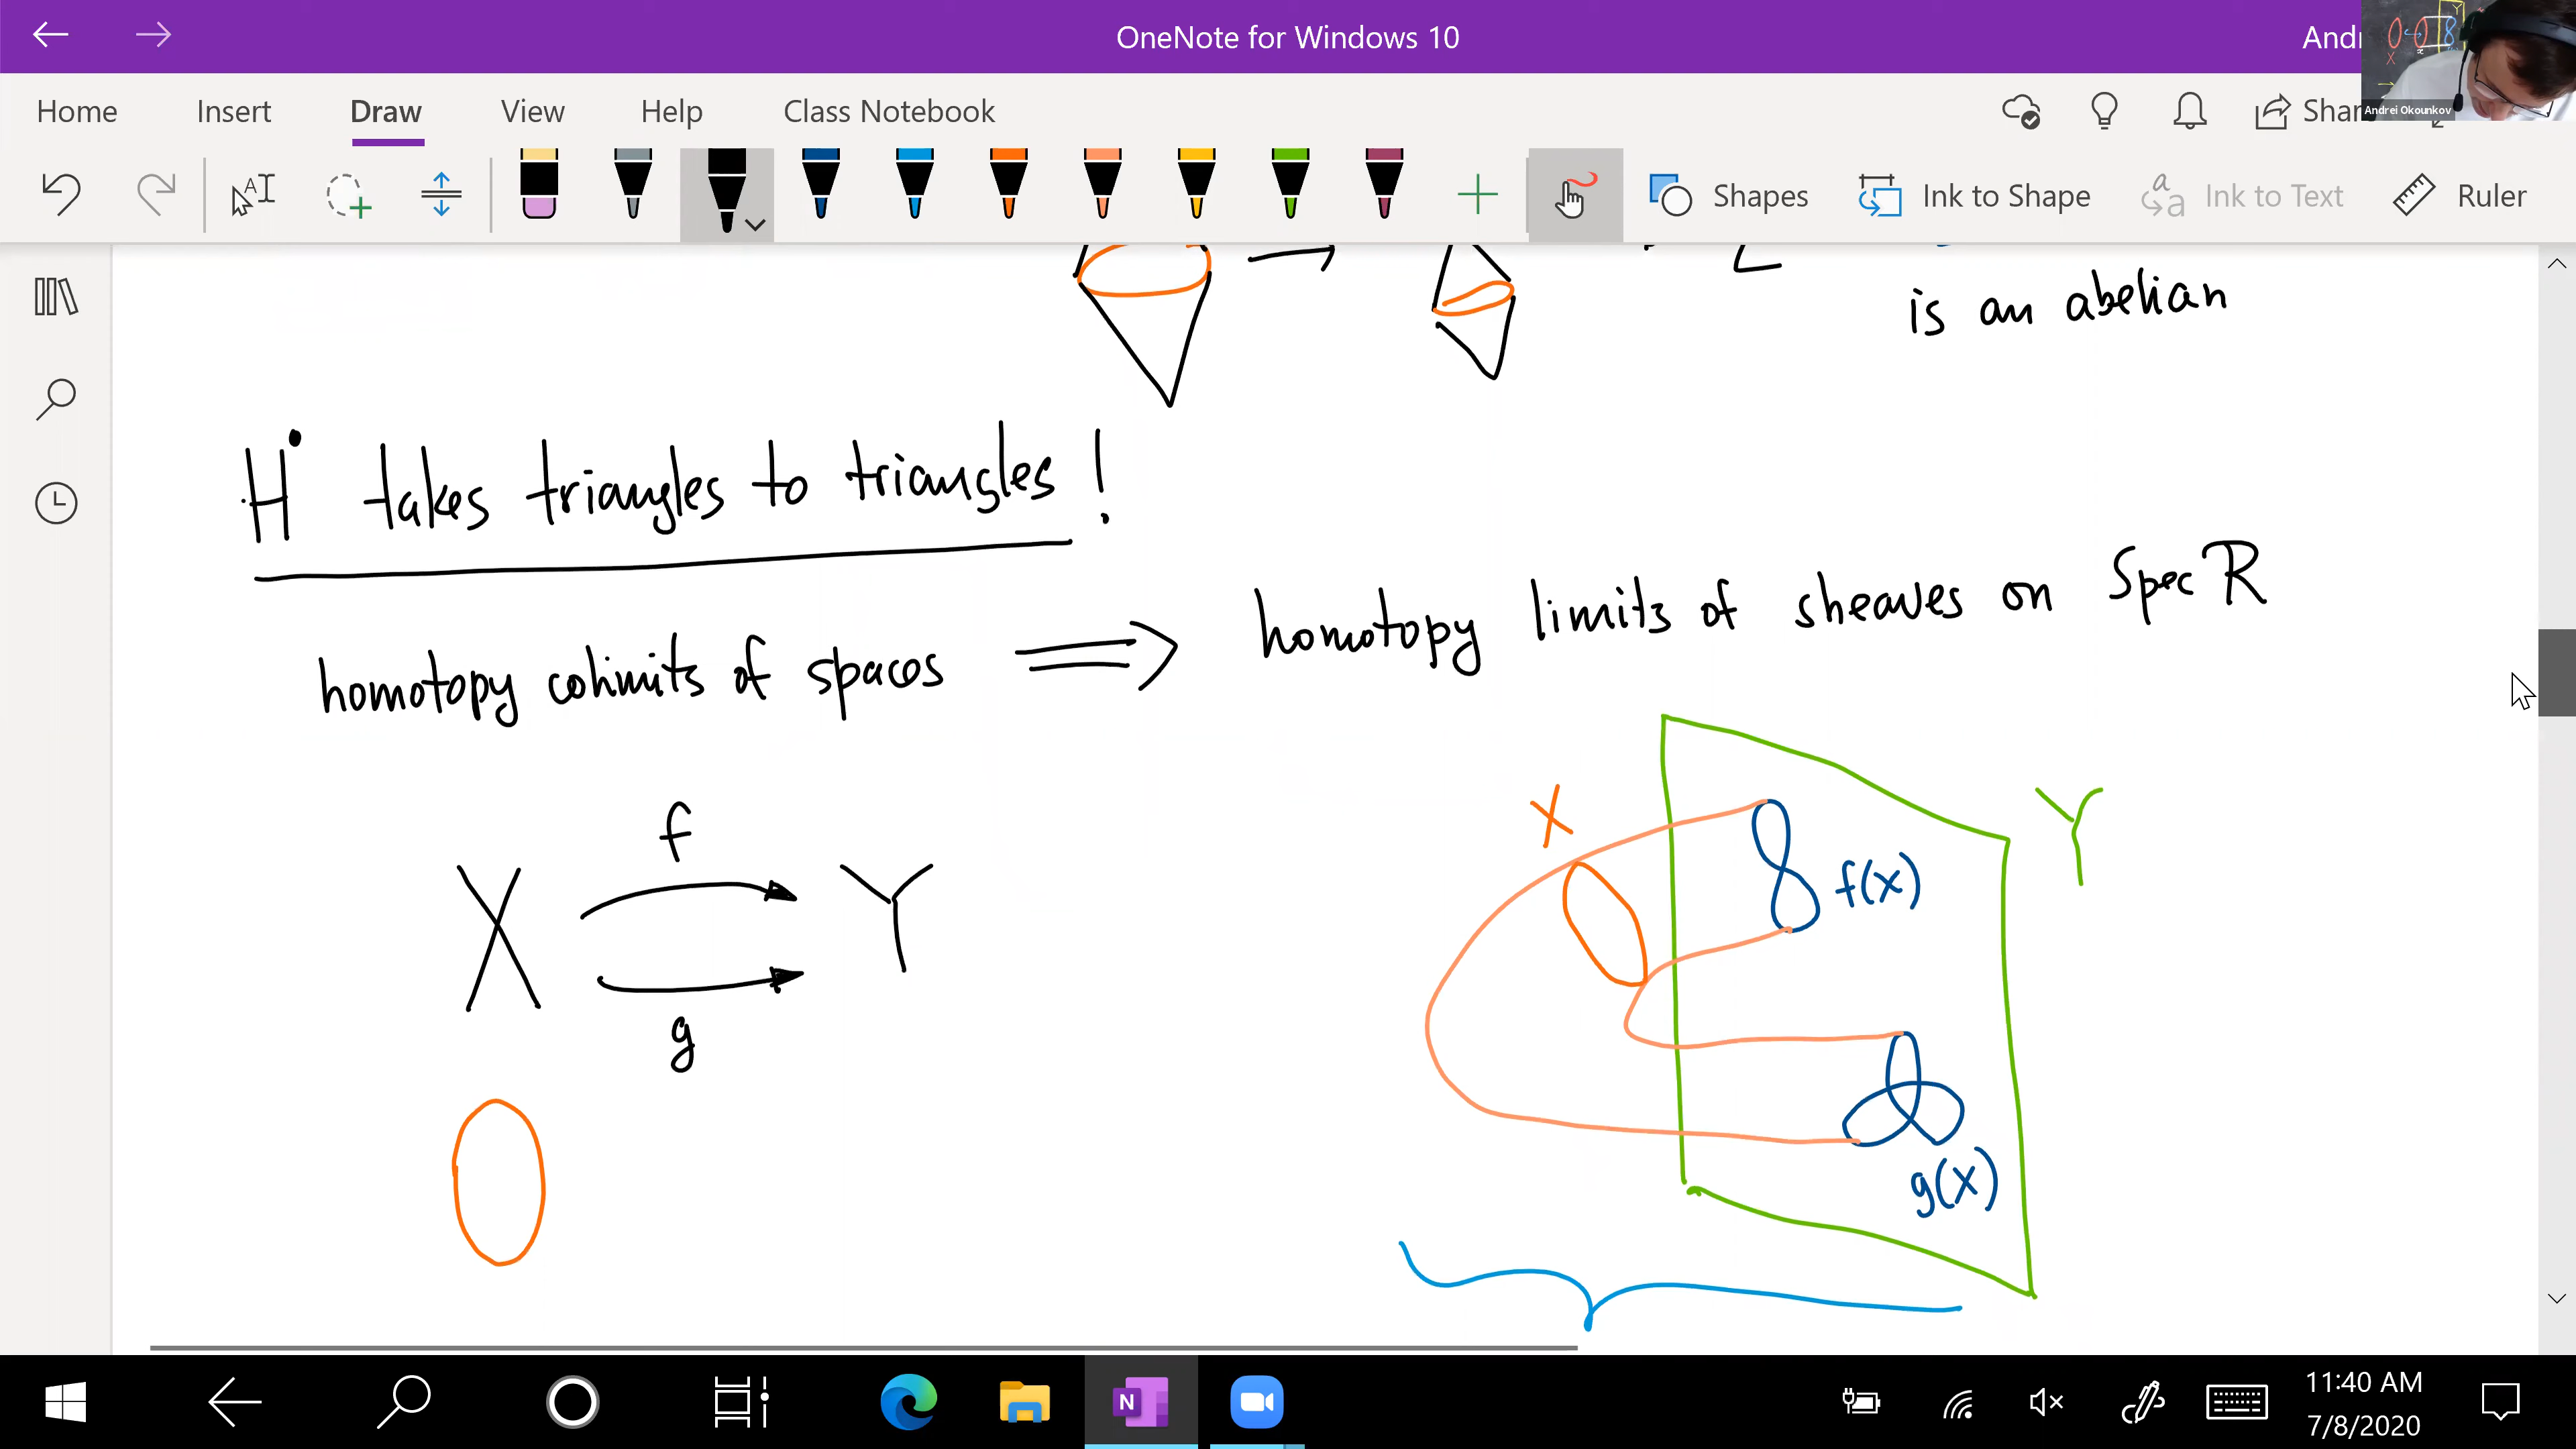 OneNote for Windows 10
Andr
Andrei Okounkov
Home Insert Draw View Help Class Notebook
Shar
Shapes Ink to Shape Ink to Text Ruler
is an abelian
H• takes triangles to triangles!
homotopy colimits of spaces ⟹ homotopy limits of sheaves on Spec R
X f Y
g
X Y
f(X)
g(X)
11:40 AM
7/8/2020